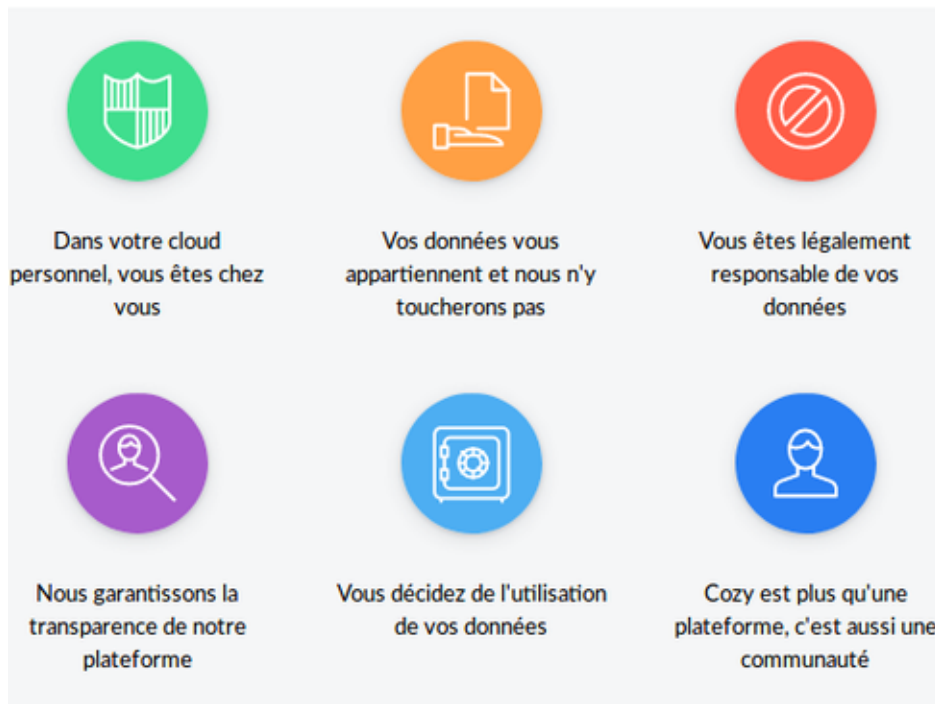 Dans votre cloud
personnel, vous êtes chez
vous
Vos données vous
appartiennent et nous n'y
toucherons pas
Vous êtes légalement
responsable de vos
données
Nous garantissons la
transparence de notre
plateforme
Vous décidez de l'utilisation
de vos données
Cozy est plus qu'une
plateforme, c'est aussi une
communauté